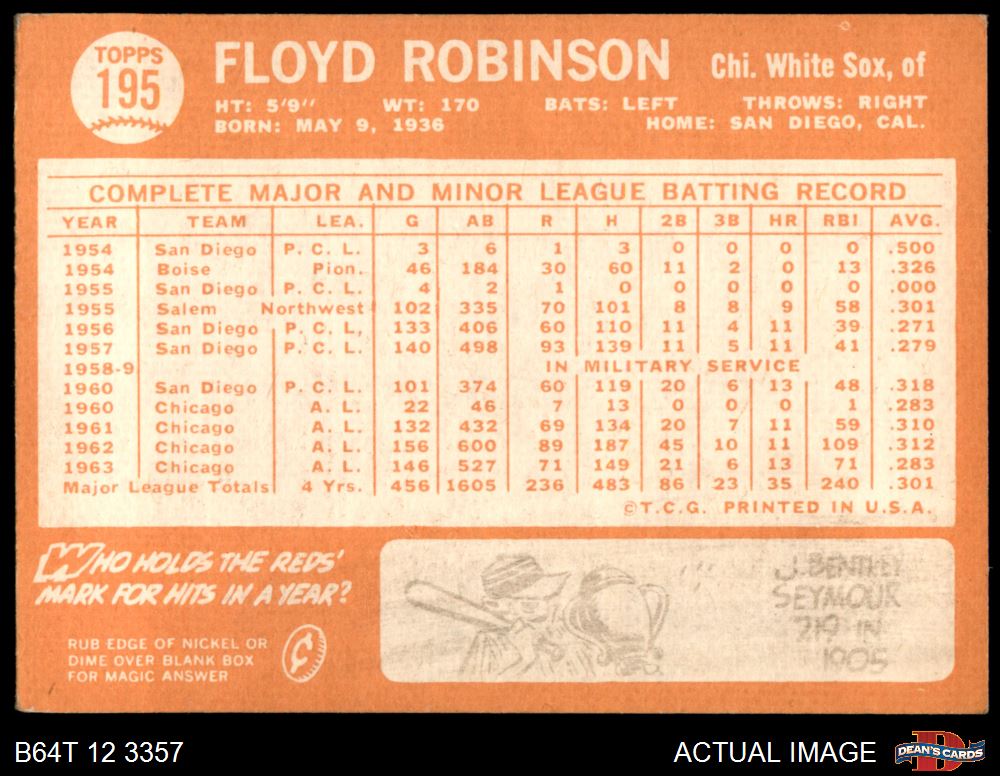 TOPPS
195
FLOYD ROBINSON
Chi. White Sox, of
HT: 5'9" WT: 170 BATS: LEFT THROWS: RIGHT
BORN: MAY 9, 1936 HOME: SAN DIEGO, CAL.
COMPLETE MAJOR AND MINOR LEAGUE BATTING RECORD
YEAR TEAM LEA. G AB R H 2B 3B HR RBI AVG.
1954 San Diego P. C. L. 3 6 1 3 0 0 0 0 .500
1954 Boise Pion. 46 184 30 60 11 2 0 13 .326
1955 San Diego P. C. L. 4 2 1 0 0 0 0 0 .000
1955 Salem Northwest 102 335 70 101 8 8 9 58 .301
1956 San Diego P. C. L, 133 406 60 110 11 4 11 39 .271
1957 San Diego P. C. L. 140 498 93 139 11 5 11 41 .279
1958-9 IN MILITARY SERVICE
1960 San Diego P. C. L. 101 374 60 119 20 6 13 48 .318
1960 Chicago A. L. 22 46 7 13 0 0 0 1 .283
1961 Chicago A. L. 132 432 69 134 20 7 11 59 .310
1962 Chicago A. L. 156 600 89 187 45 10 11 109 .312
1963 Chicago A. L. 146 527 71 149 21 6 13 71 .283
Major League Totals 4 Yrs. 456 1605 236 483 86 23 35 240 .301
©T.C.G. PRINTED IN U.S.A.
WHO HOLDS THE REDS'
MARK FOR HITS IN A YEAR?
RUB EDGE OF NICKEL OR
DIME OVER BLANK BOX
FOR MAGIC ANSWER
¢
SEYMOUR
219 IN
1905
B64T 12 3357
ACTUAL IMAGE
D
DEAN'S CARDS